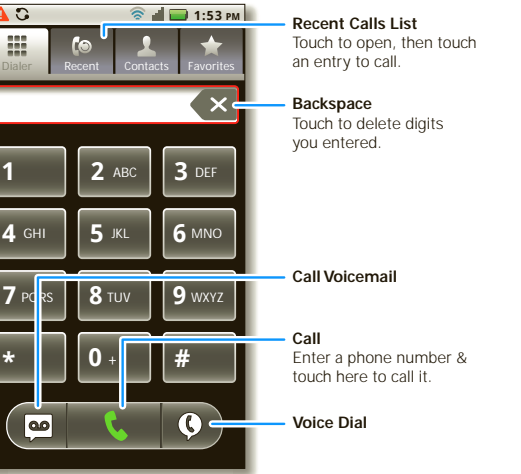 1:53 PM
Dialer
Recent
Contacts
Favorites
Recent Calls List
Touch to open, then touch
an entry to call.
Backspace
Touch to delete digits
you entered.
1
2 ABC
3 DEF
4 GHI
5 JKL
6 MNO
7 PQRS
8 TUV
9 WXYZ
*
0 +
#
Call Voicemail
Call
Enter a phone number &
touch here to call it.
Voice Dial